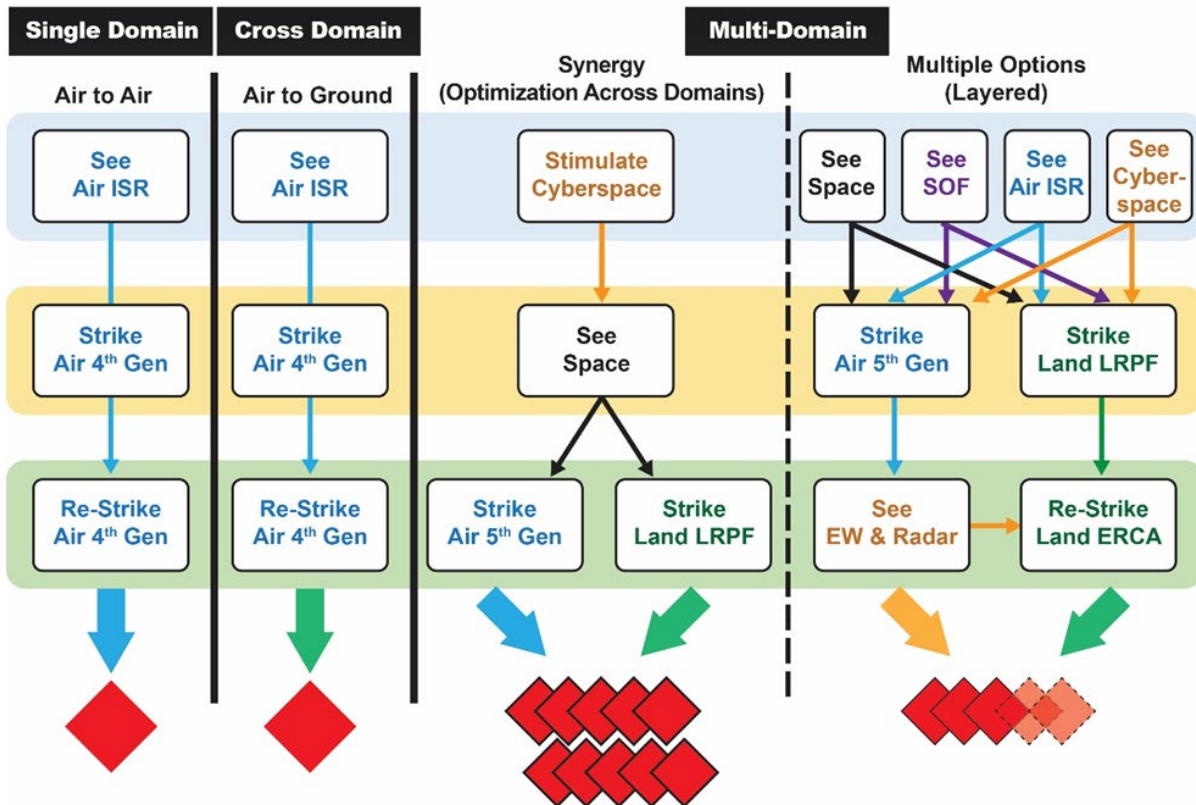 Single Domain
Cross Domain
Multi-Domain
Air to Air
Air to Ground
Synergy
(Optimization Across Domains)
Multiple Options
(Layered)
See
Air ISR
See
Air ISR
Stimulate
Cyberspace
See
Space
See
SOF
See
Air ISR
See
Cyber-
space
Strike
Air 4th Gen
Strike
Air 4th Gen
See
Space
Strike
Air 5th Gen
Strike
Land LRPF
Re-Strike
Air 4th Gen
Re-Strike
Air 4th Gen
Strike
Air 5th Gen
Strike
Land LRPF
See
EW & Radar
Re-Strike
Land ERCA